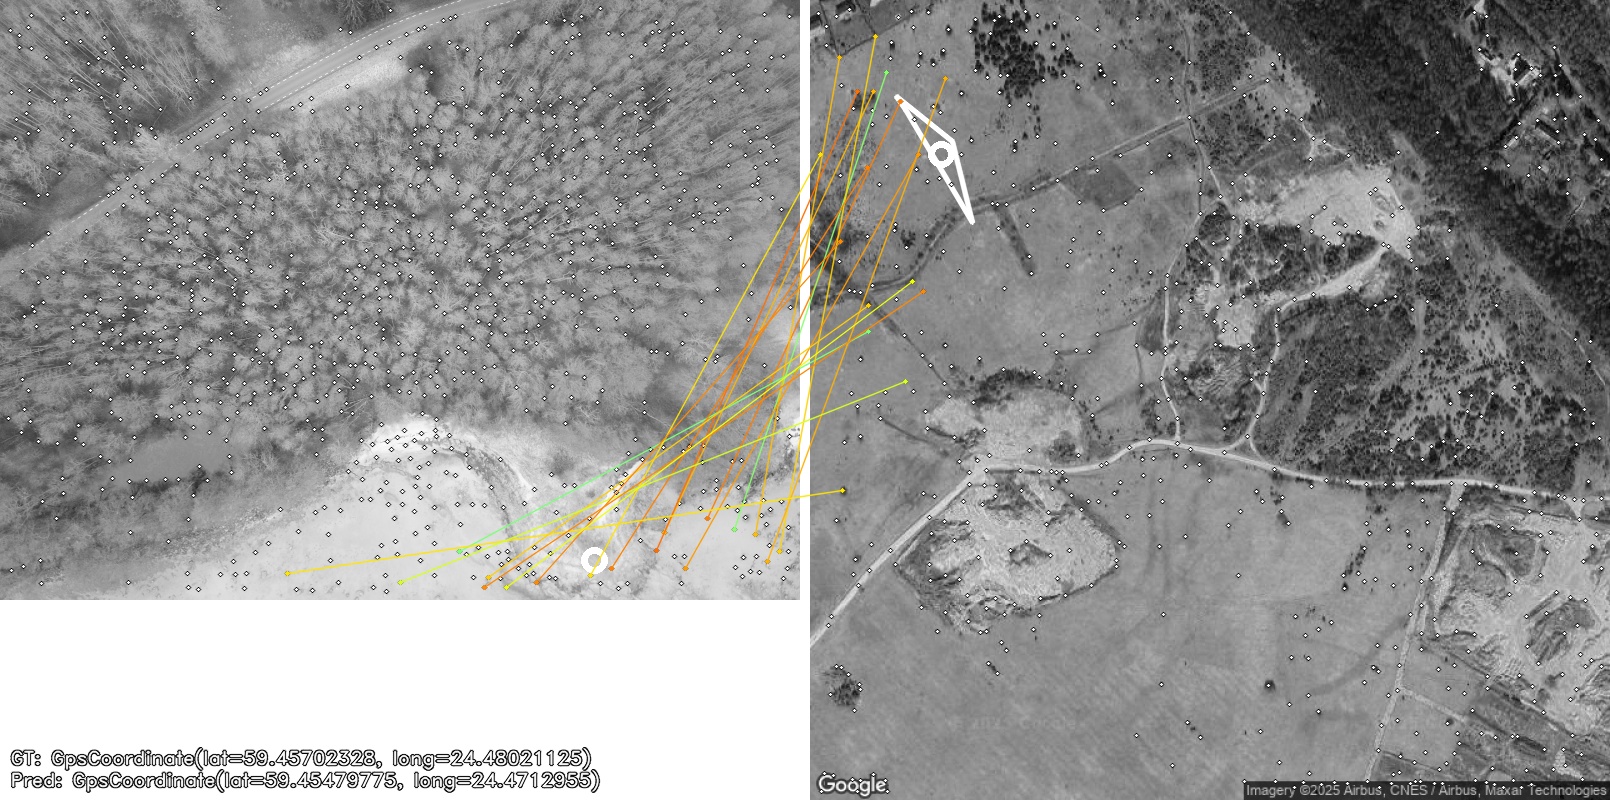 GT: GpsCoordinate(lat=59.45702328, long=24.48021125)
Pred: GpsCoordinate(lat=59.45479775, long=24.4712955)
Google
Imagery ©2025 Airbus, CNES / Airbus, Maxar Technologies